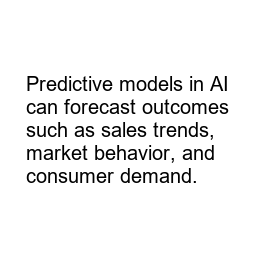 Predictive models in AI
can forecast outcomes
such as sales trends,
market behavior, and
consumer demand.